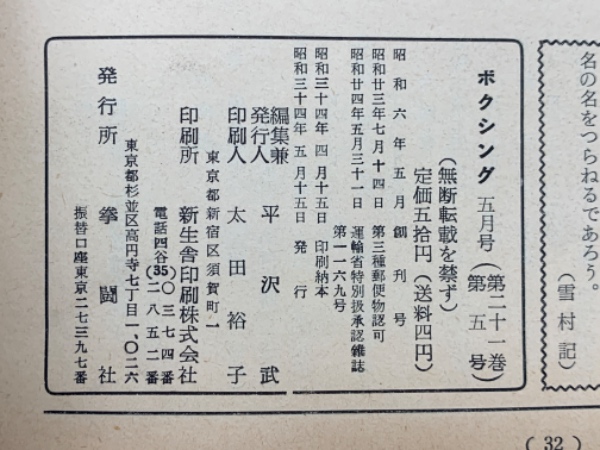 名の名をつらねるであろう。
（雪村記）
ボクシング 五月号（第二十一巻 第五号）
（無断転載を禁ず）
定価五拾円（送料四円）
昭和六年五月創刊号
昭和廿三年七月十四日 第三種郵便物認可
昭和廿四年五月三十一日 運輸省特別扱承認雑誌
第一一六九号
昭和三十四年四月十五日 印刷納本
昭和三十四年五月十五日 発行
編集兼発行人 平沢武
印刷人 太田裕子
東京都新宿区須賀町一
印刷所 新生舎印刷株式会社
電話四谷(35)〇三七四番
二八五二番
東京都杉並区高円寺七丁目一、〇二六
発行所 拳闘社
振替口座東京二七三九七番
( 32 )